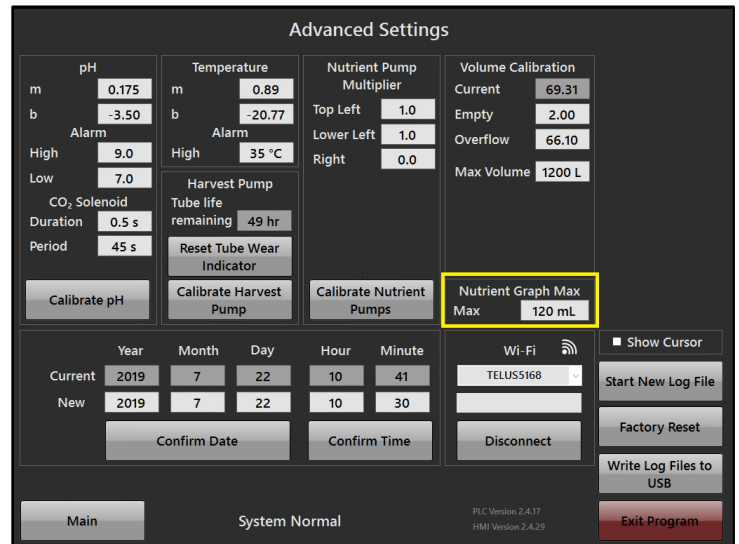 Advanced Settings
pH
m 0.175
b -3.50
Alarm
High 9.0
Low 7.0
CO₂ Solenoid
Duration 0.5 s
Period 45 s
Calibrate pH
Temperature
m 0.89
b -20.77
Alarm
High 35 °C
Harvest Pump
Tube life
remaining 49 hr
Reset Tube Wear
Indicator
Calibrate Harvest
Pump
Nutrient Pump
Multiplier
Top Left 1.0
Lower Left 1.0
Right 0.0
Calibrate Nutrient
Pumps
Volume Calibration
Current 69.31
Empty 2.00
Overflow 66.10
Max Volume 1200 L
Nutrient Graph Max
Max 120 mL
Year Month Day Hour Minute
Current 2019 7 22 10 41
New 2019 7 22 10 30
Confirm Date Confirm Time
Wi-Fi
TELUS5168
Disconnect
Show Cursor
Start New Log File
Factory Reset
Write Log Files to
USB
Main
System Normal
PLC Version 2.4.17
HMI Version 2.4.29
Exit Program